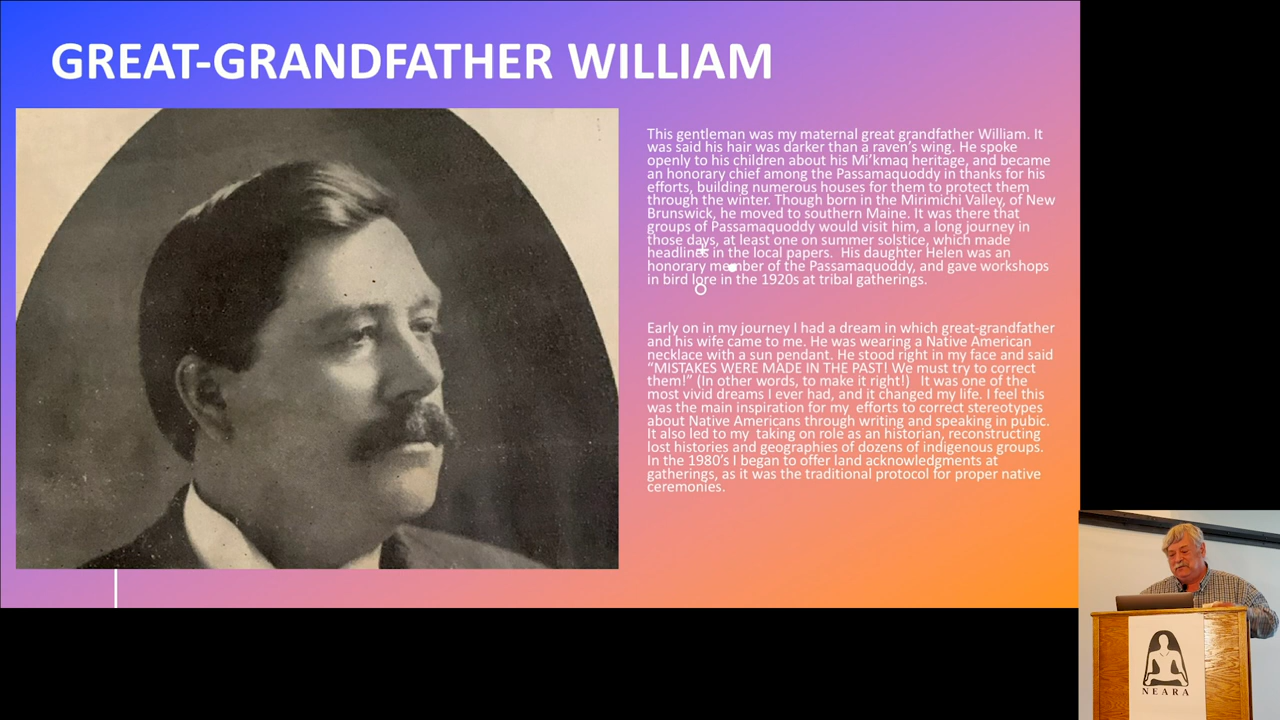 GREAT-GRANDFATHER WILLIAM
This gentleman was my maternal great grandfather William. It
was said his hair was darker than a raven's wing. He spoke
openly to his children about his Mi'kmaq heritage, and became
an honorary chief among the Passamaquoddy in thanks for his
efforts, building numerous houses for them to protect them
through the winter. Though born in the Mirimichi Valley, of New
Brunswick, he moved to southern Maine. It was there that
groups of Passamaquoddy would visit him, a long journey in
those days, at least one on summer solstice, which made
headlines in the local papers.  His daughter Helen was an
honorary member of the Passamaquoddy, and gave workshops
in bird lore in the 1920s at tribal gatherings.
Early on in my journey I had a dream in which great-grandfather
and his wife came to me. He was wearing a Native American
necklace with a sun pendant. He stood right in my face and said
“MISTAKES WERE MADE IN THE PAST! We must try to correct
them!” (In other words, to make it right!)   It was one of the
most vivid dreams I ever had, and it changed my life. I feel this
was the main inspiration for my  efforts to correct stereotypes
about Native Americans through writing and speaking in pubic.
It also led to my  taking on role as an historian, reconstructing
lost histories and geographies of dozens of indigenous groups.
In the 1980's I began to offer land acknowledgments at
gatherings, as it was the traditional protocol for proper native
ceremonies.
NEARA